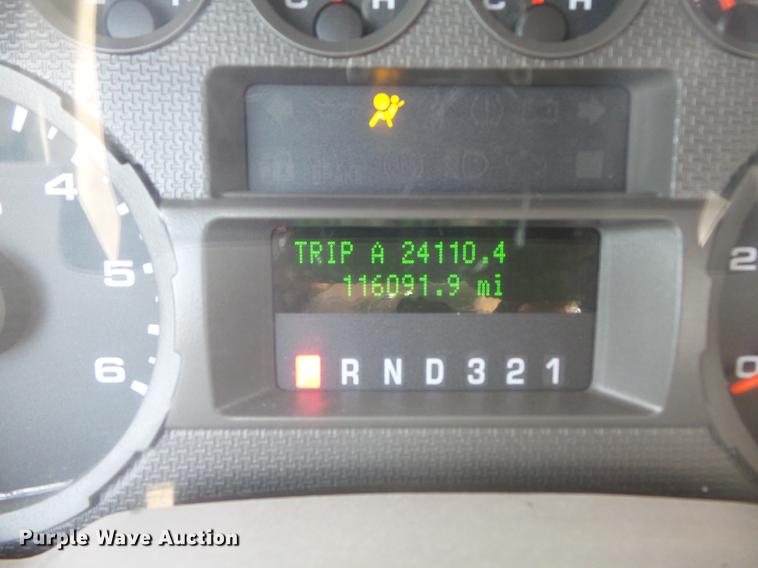 C H C H
4
5
6
2
0
TRIP A 24110.4
116091.9 mi
R N D 3 2 1
Purple Wave Auction